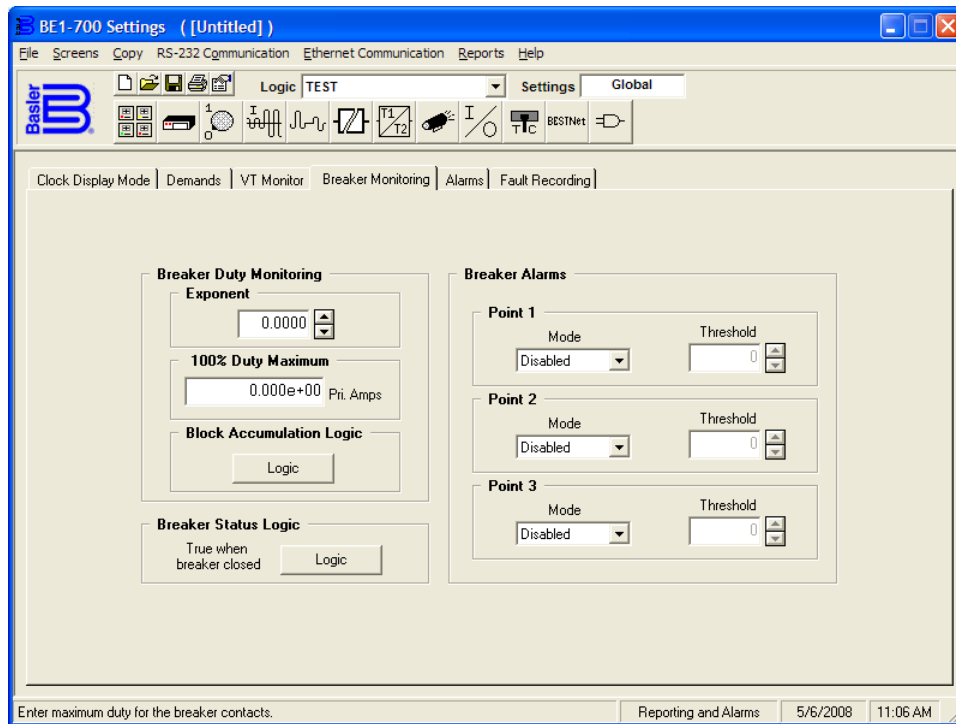 BE1-700 Settings ( [Untitled] )
File Screens Copy RS-232 Communication Ethernet Communication Reports Help
Basler
Logic TEST Settings Global
1 0 I T1 T2 I O T T C BESTNet
Clock Display Mode Demands VT Monitor Breaker Monitoring Alarms Fault Recording
Breaker Duty Monitoring
Exponent
0.0000
100% Duty Maximum
0.000e+00 Pri. Amps
Block Accumulation Logic
Logic
Breaker Status Logic
True when
breaker closed
Logic
Breaker Alarms
Point 1
Mode Threshold
Disabled 0
Point 2
Mode Threshold
Disabled 0
Point 3
Mode Threshold
Disabled 0
Enter maximum duty for the breaker contacts. Reporting and Alarms 5/6/2008 11:06 AM